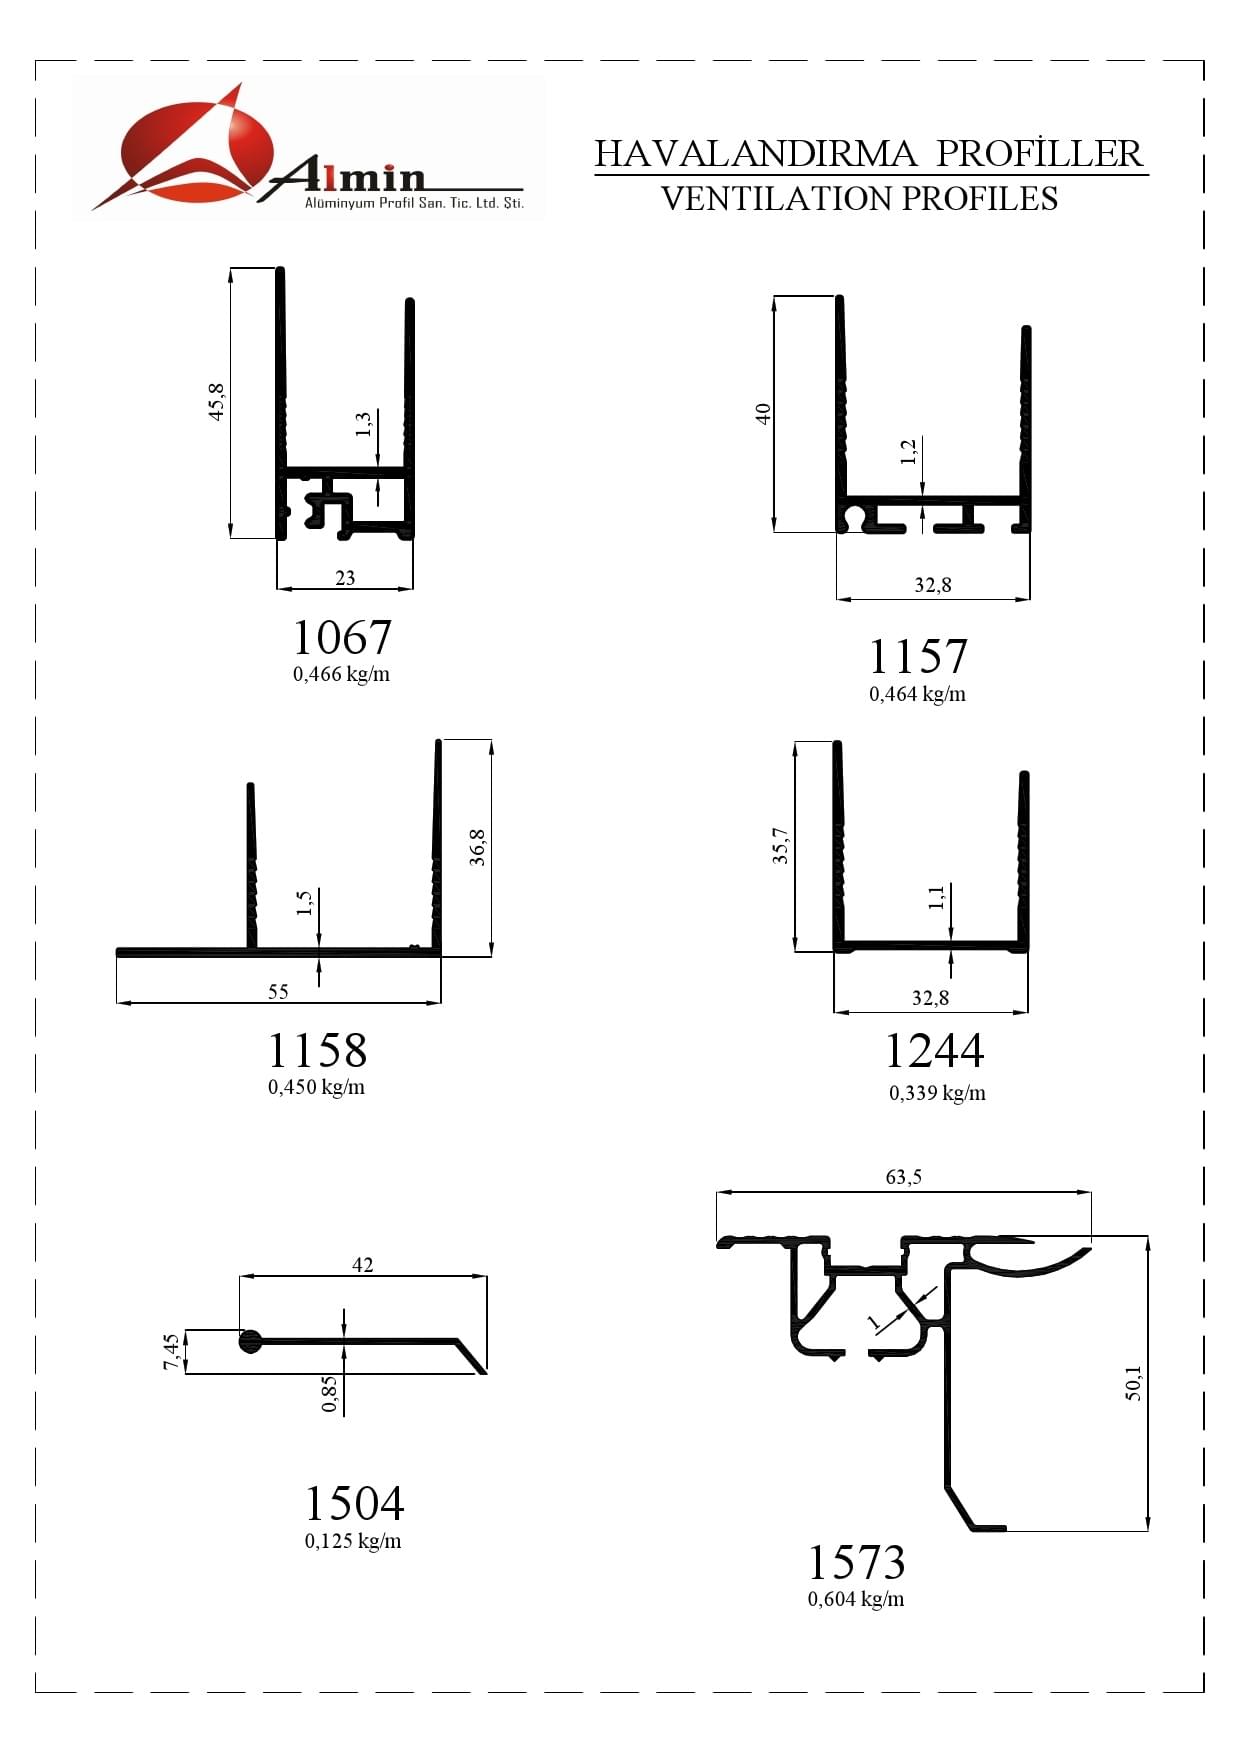 Almin
Alüminyum Profil San. Tic. Ltd. Şti.
HAVALANDIRMA PROFİLLER
VENTILATION PROFILES
45,8
1,3
23
1067
0,466 kg/m
40
1,2
32,8
1157
0,464 kg/m
36,8
1,5
55
1158
0,450 kg/m
35,7
1,1
32,8
1244
0,339 kg/m
42
7,45
0,85
1504
0,125 kg/m
63,5
1
50,1
1573
0,604 kg/m